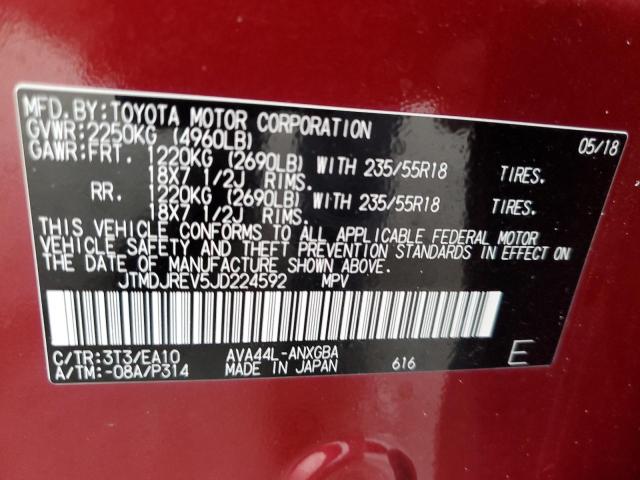 MFD.BY:TOYOTA MOTOR CORPORATION 05/18
GVWR:2250KG (4960LB)
GAWR:FRT. 1220KG (2690LB) WITH 235/55R18 TIRES.
18X7 1/2J RIMS.
RR. 1220KG (2690LB) WITH 235/55R18 TIRES.
18X7 1/2J RIMS.
THIS VEHICLE CONFORMS TO ALL APPLICABLE FEDERAL MOTOR
VEHICLE SAFETY AND THEFT PREVENTION STANDARDS IN EFFECT ON
THE DATE OF MANUFACTURE SHOWN ABOVE.
JTMDJREV5JD224592 MPV
C/TR:3T3/EA10 AVA44L-ANXGBA
A/TM:-08A/P314 MADE IN JAPAN 616 E